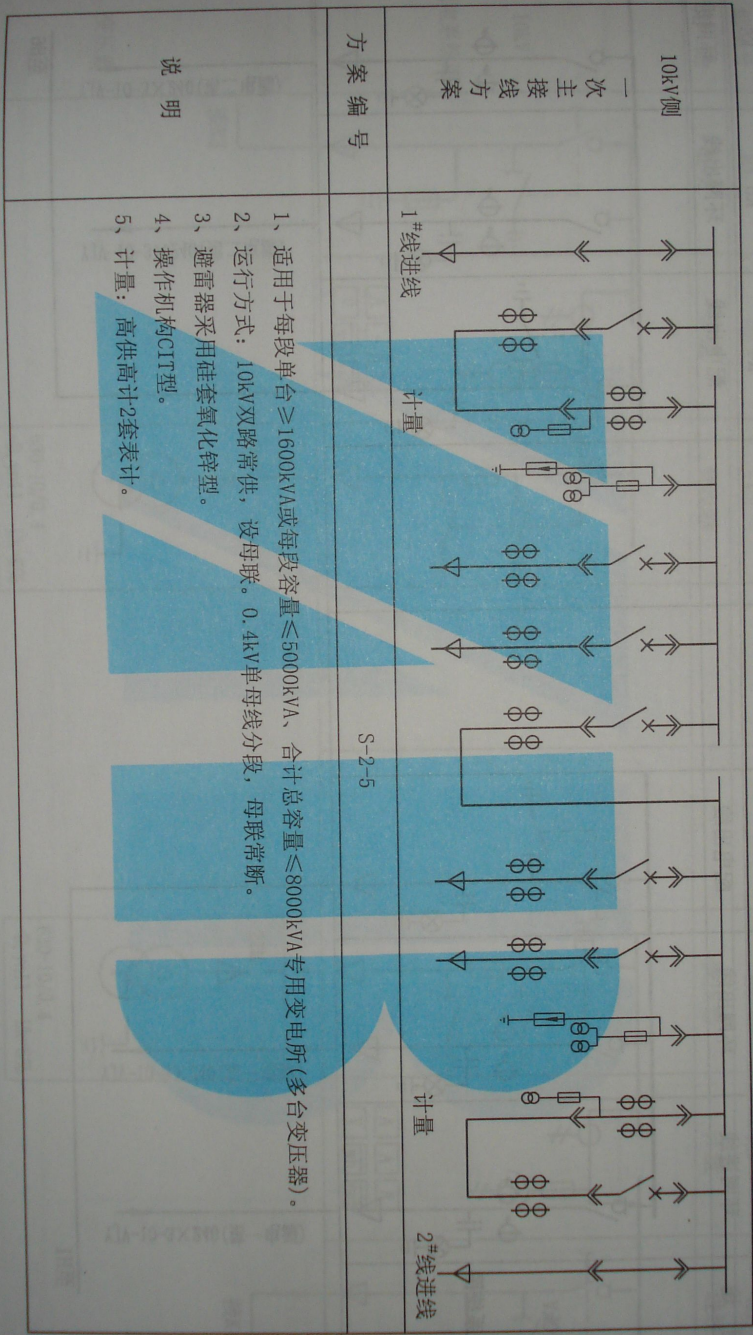 10kV侧
一次主接线方案
1#线进线
计量
计量
2#线进线
方案编号
S-2-5
说明
1、适用于每段单台≥1600kVA或每段容量≤5000kVA、合计总容量≤8000kVA专用变电所(多台变压器)。
2、运行方式：10kV双路常供，设母联。0.4kV单母线分段，母联常断。
3、避雷器采用硅套氧化锌型。
4、操作机构CIT型。
5、计量：高供高计2套表计。